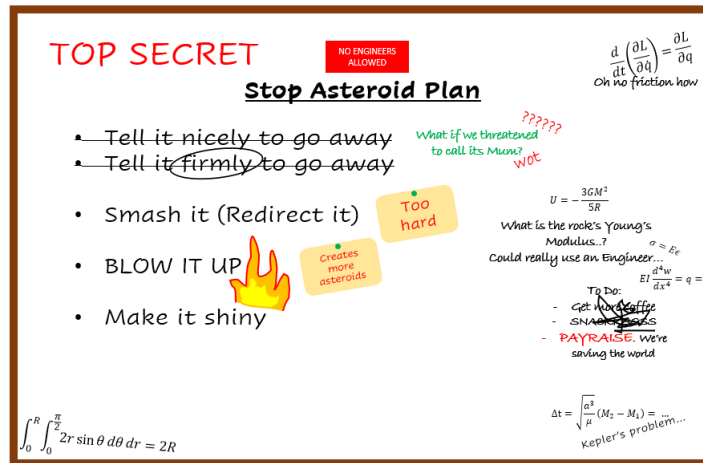 TOP SECRET
NO ENGINEERS
ALLOWED
Stop Asteroid Plan
d/dt(∂L/∂q̇) = ∂L/∂q
Oh no friction how
• Tell it nicely to go away
• Tell it firmly to go away
What if we threatened
to call its Mum?
??????
wot
• Smash it (Redirect it)
Too
hard
• BLOW IT UP
Creates
more
asteroids
• Make it shiny
U = −3GM²/5R
What is the rock's Young's
Modulus..?
σ = Eε
Could really use an Engineer...
EI d⁴w/dx⁴ = q =
To Do:
- Get more coffee
- PAYRAISE. We're
saving the world
∫₀ᴿ ∫₀^(π/2) 2r sin θ dθ dr = 2R
Δt = √(a³/μ) (M₂ − M₁) = ...
Kepler's problem...